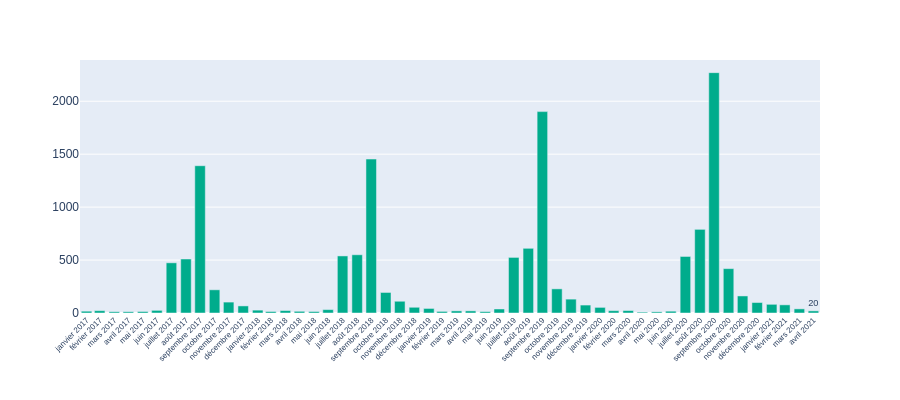 2000
1500
1000
500
0
20
janvier 2017
février 2017
mars 2017
avril 2017
mai 2017
juin 2017
juillet 2017
août 2017
septembre 2017
octobre 2017
novembre 2017
décembre 2017
janvier 2018
février 2018
mars 2018
avril 2018
mai 2018
juin 2018
juillet 2018
août 2018
septembre 2018
octobre 2018
novembre 2018
décembre 2018
janvier 2019
février 2019
mars 2019
avril 2019
mai 2019
juin 2019
juillet 2019
août 2019
septembre 2019
octobre 2019
novembre 2019
décembre 2019
janvier 2020
février 2020
mars 2020
avril 2020
mai 2020
juin 2020
juillet 2020
août 2020
septembre 2020
octobre 2020
novembre 2020
décembre 2020
janvier 2021
février 2021
mars 2021
avril 2021